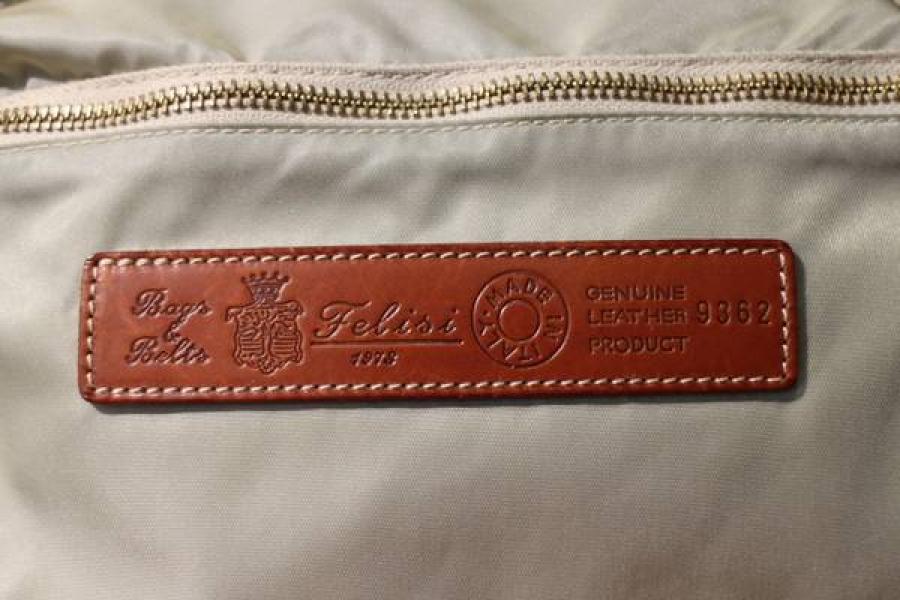 Bags
&
Belts
Felisi
1973
MADE IN ITALY
GENUINE
LEATHER
PRODUCT
9362